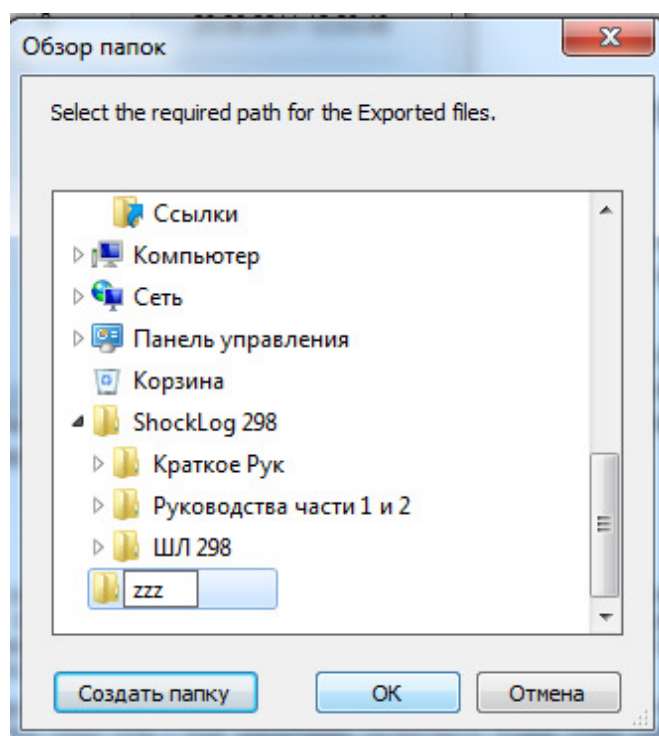 Обзор папок
Select the required path for the Exported files.
Ссылки
Компьютер
Сеть
Панель управления
Корзина
ShockLog 298
Краткое Рук
Руководства части 1 и 2
ШЛ 298
zzz
Создать папку
ОК
Отмена